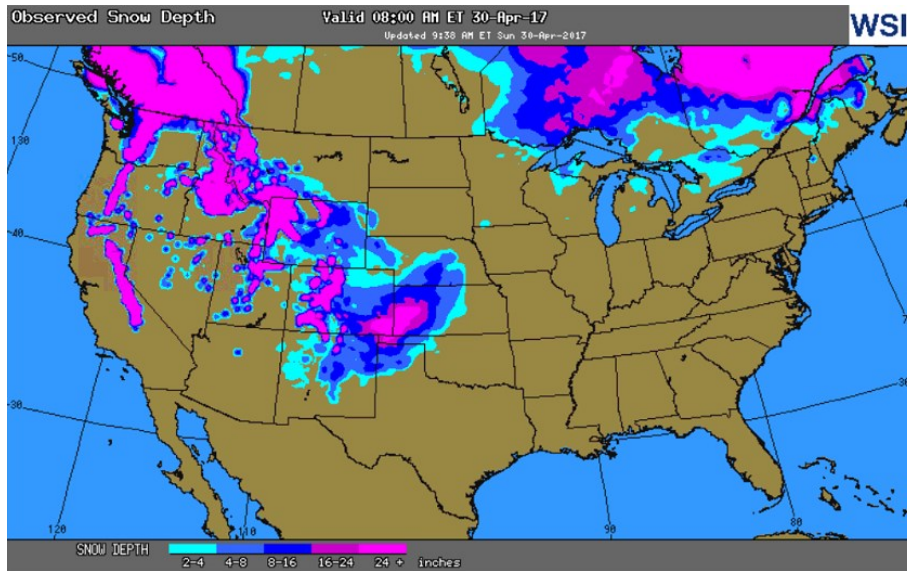 Observed Snow Depth
Valid 08:00 AM ET 30-Apr-17
Updated 9:38 AM ET Sun 30-Apr-2017
WSI
50
130
40
30
120
110
90
80
30
SNOW DEPTH
2-4 4-8 8-16 16-24 24 + inches